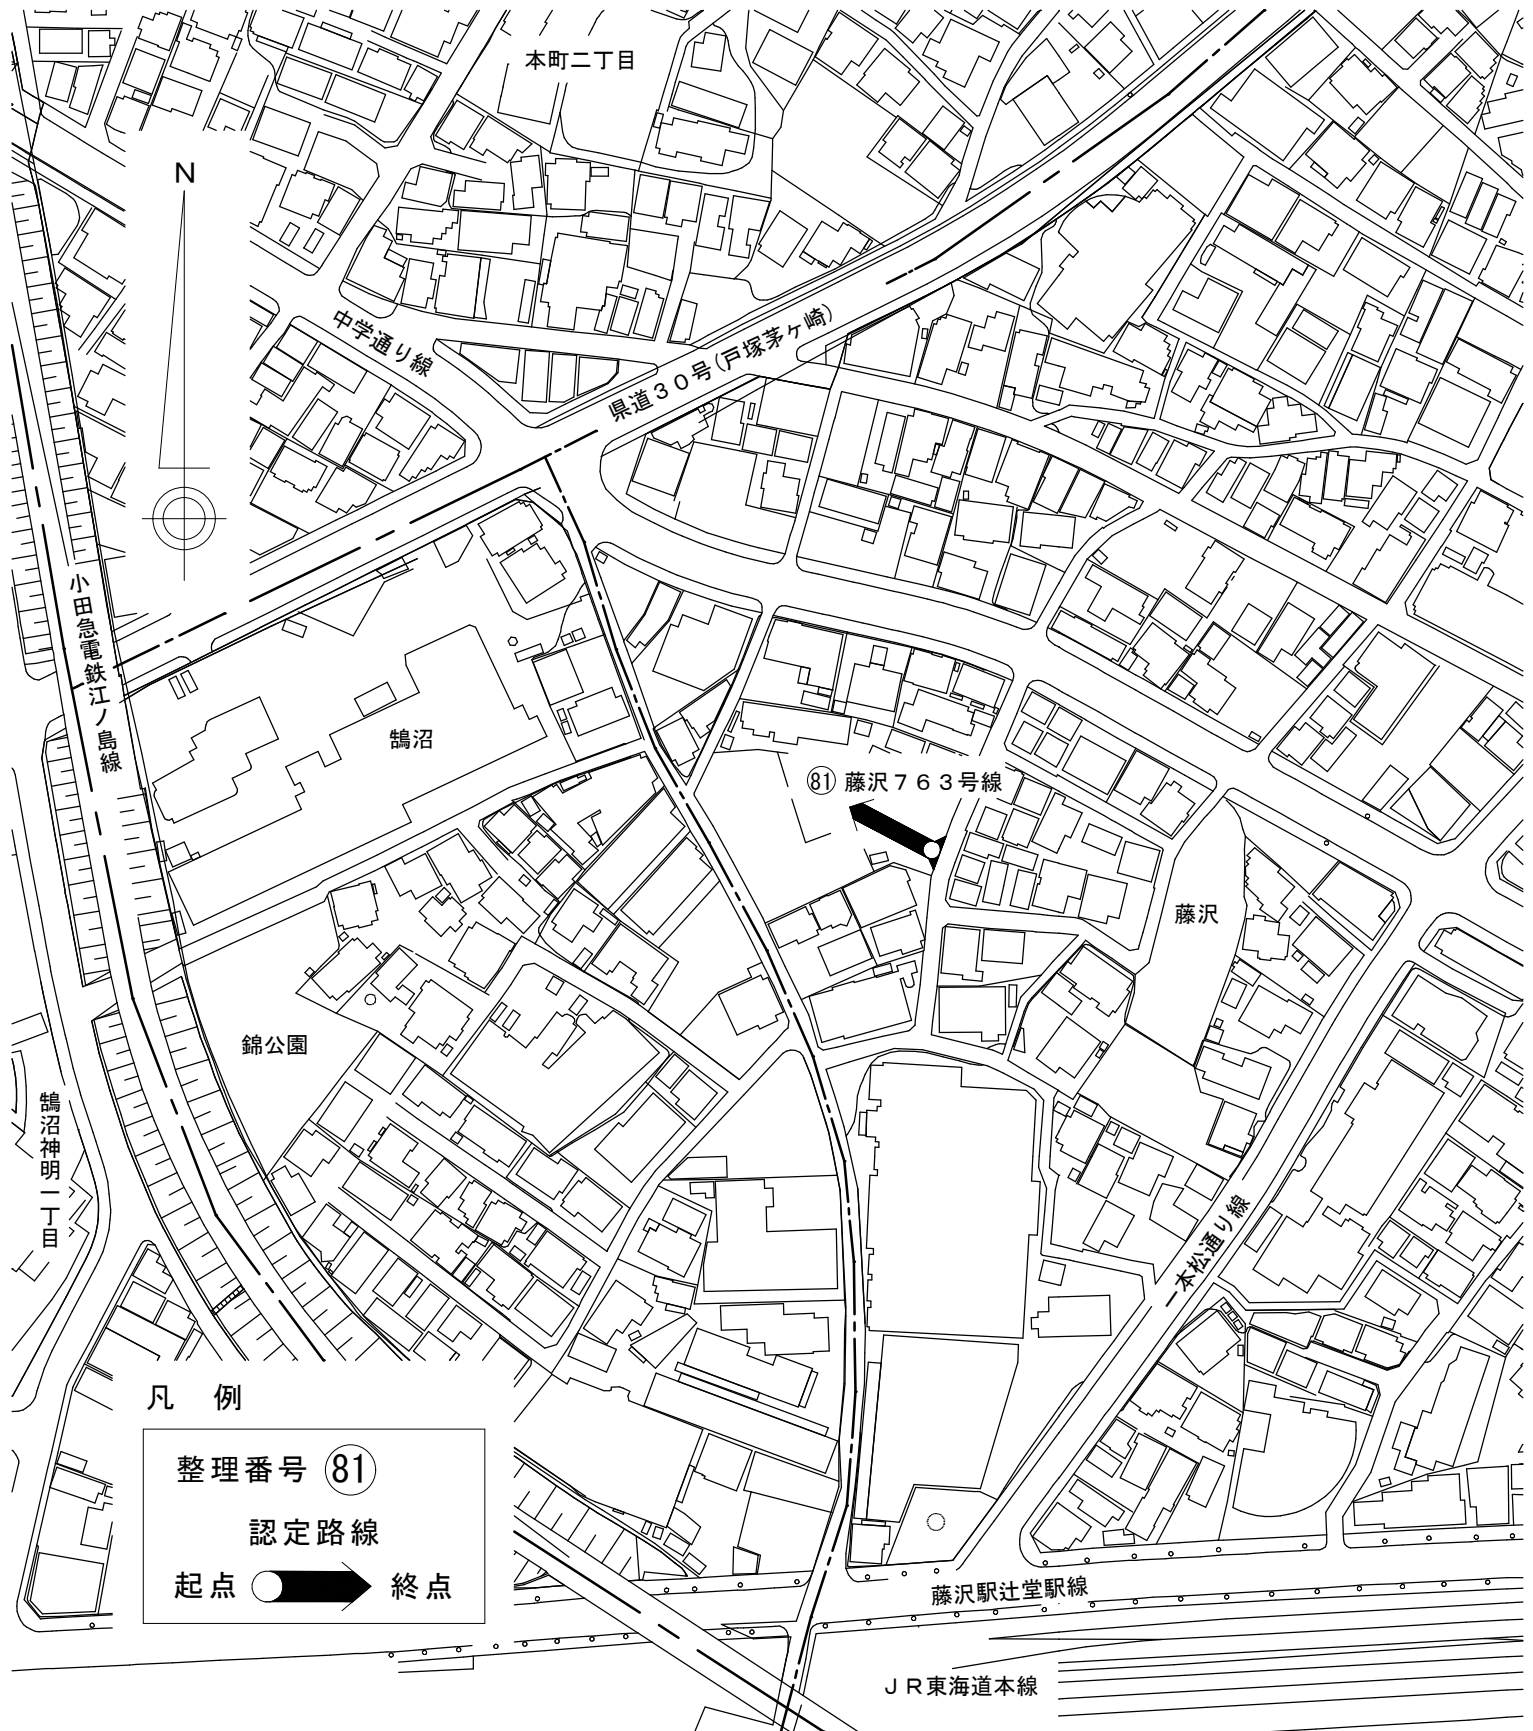 本町二丁目
N
中学通り線
県道30号(戸塚茅ヶ崎)
小田急電鉄江ノ島線
鵠沼
81 藤沢763号線
藤沢
錦公園
鵠沼神明一丁目
一本松通り線
凡 例
整理番号 81
認定路線
起点 終点
藤沢駅辻堂駅線
JR東海道本線